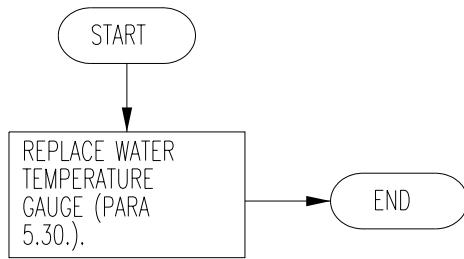 START
REPLACE WATER
TEMPERATURE
GAUGE (PARA
5.30.).
END